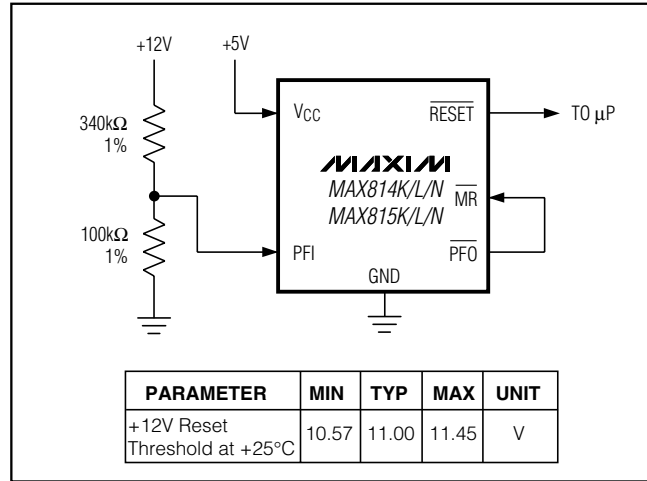 +12V
+5V
340kΩ
1%
100kΩ
1%
VCC
RESET
TO μP
MAXIM
MAX814K/L/N
MAX815K/L/N
MR
PFI
PFO
GND
PARAMETER MIN TYP MAX UNIT
+12V Reset
Threshold at +25°C 10.57 11.00 11.45 V